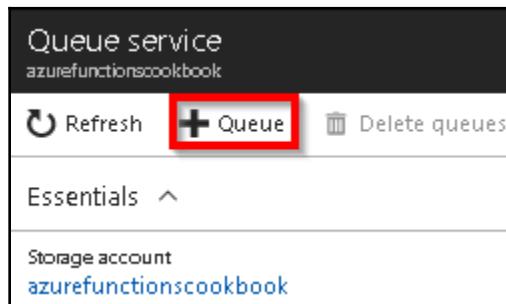 Queue service
azurefunctionscookbook
Refresh Queue Delete queues
Essentials
Storage account
azurefunctionscookbook